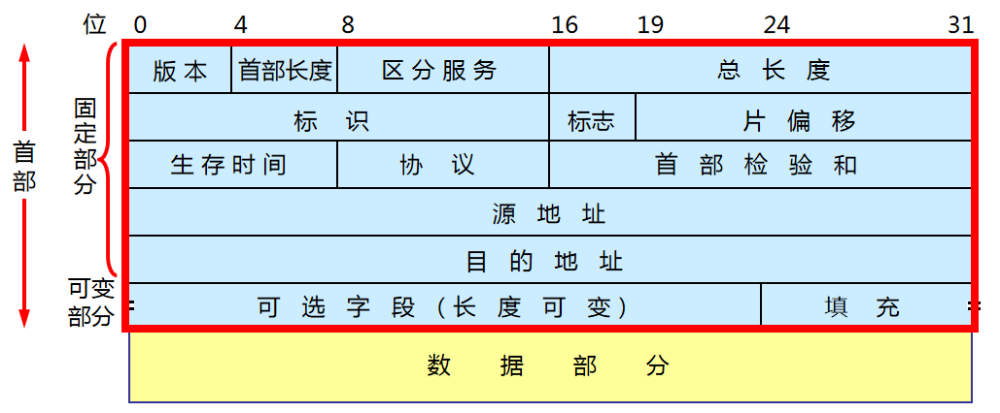 位 0 4 8 16 19 24 31
版本 首部长度 区分服务 总长度
标识 标志 片偏移
生存时间 协议 首部检验和
源地址
目的地址
可选字段(长度可变) 填充
数据部分
首部
固定部分
可变
部分